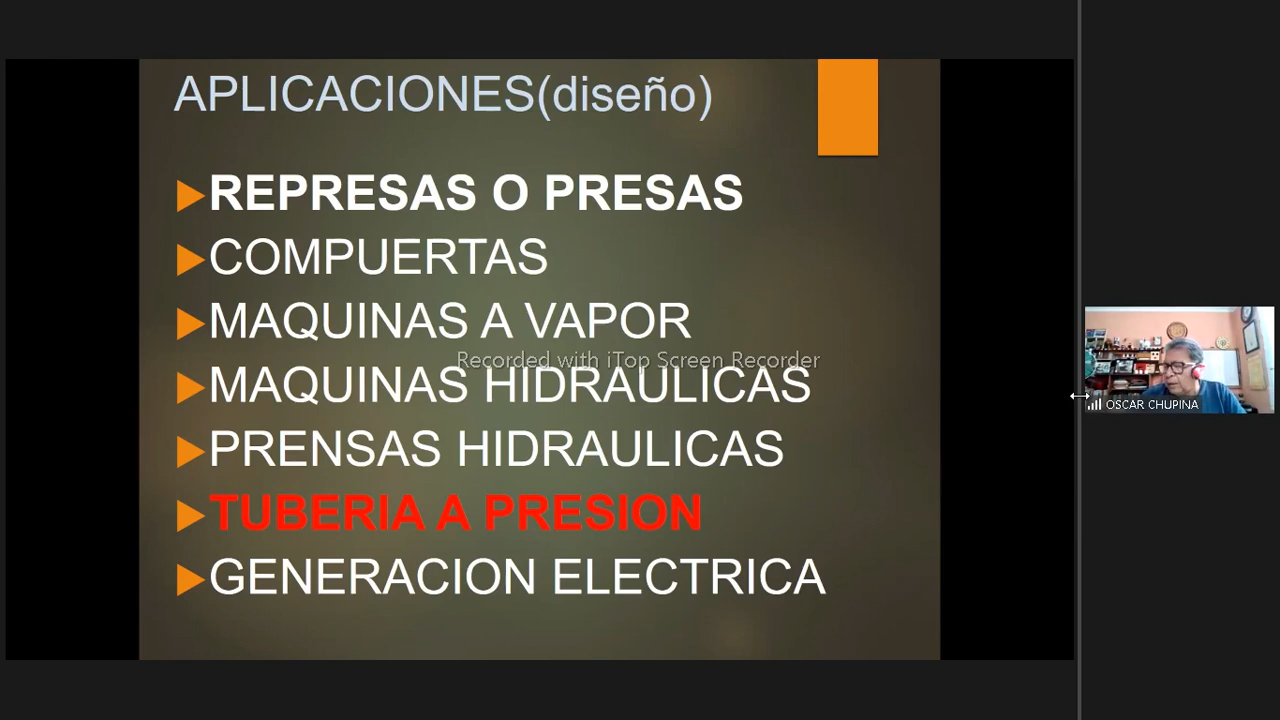 APLICACIONES(diseño)
REPRESAS O PRESAS
COMPUERTAS
MAQUINAS A VAPOR
Recorded with iTop Screen Recorder
MAQUINAS HIDRAULICAS
PRENSAS HIDRAULICAS
TUBERIA A PRESION
GENERACION ELECTRICA
OSCAR CHUPINA